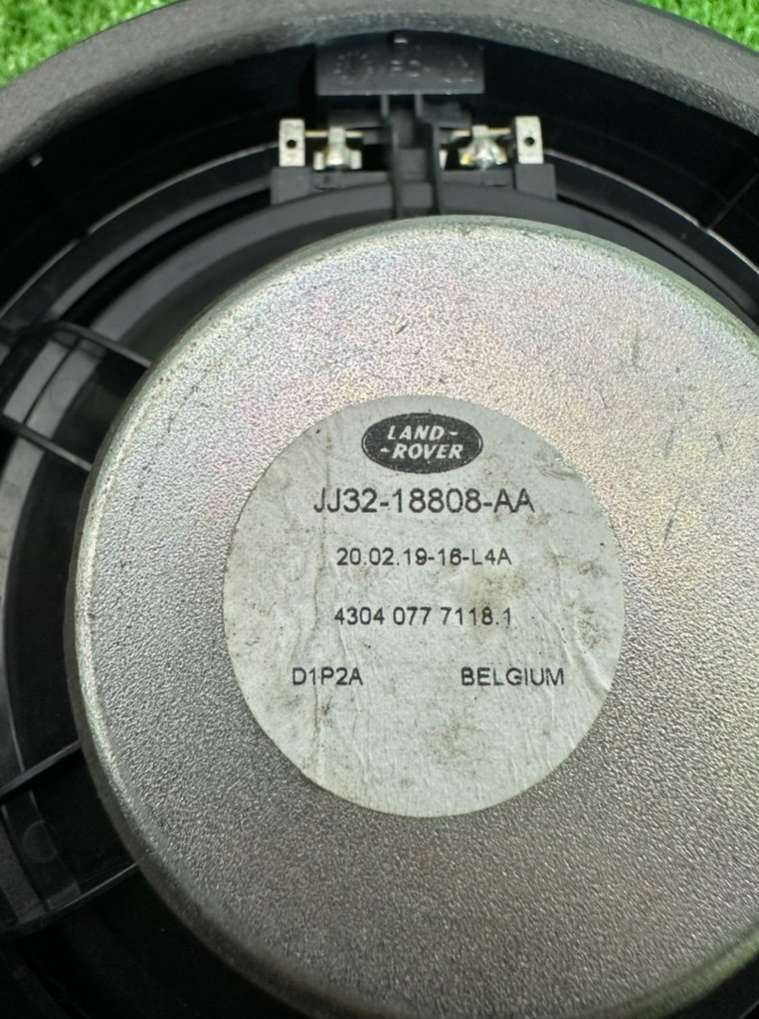 LAND-
-ROVER
JJ32-18808-AA
20.02.19-16-L4A
4304 077 7118.1
D1P2A BELGIUM